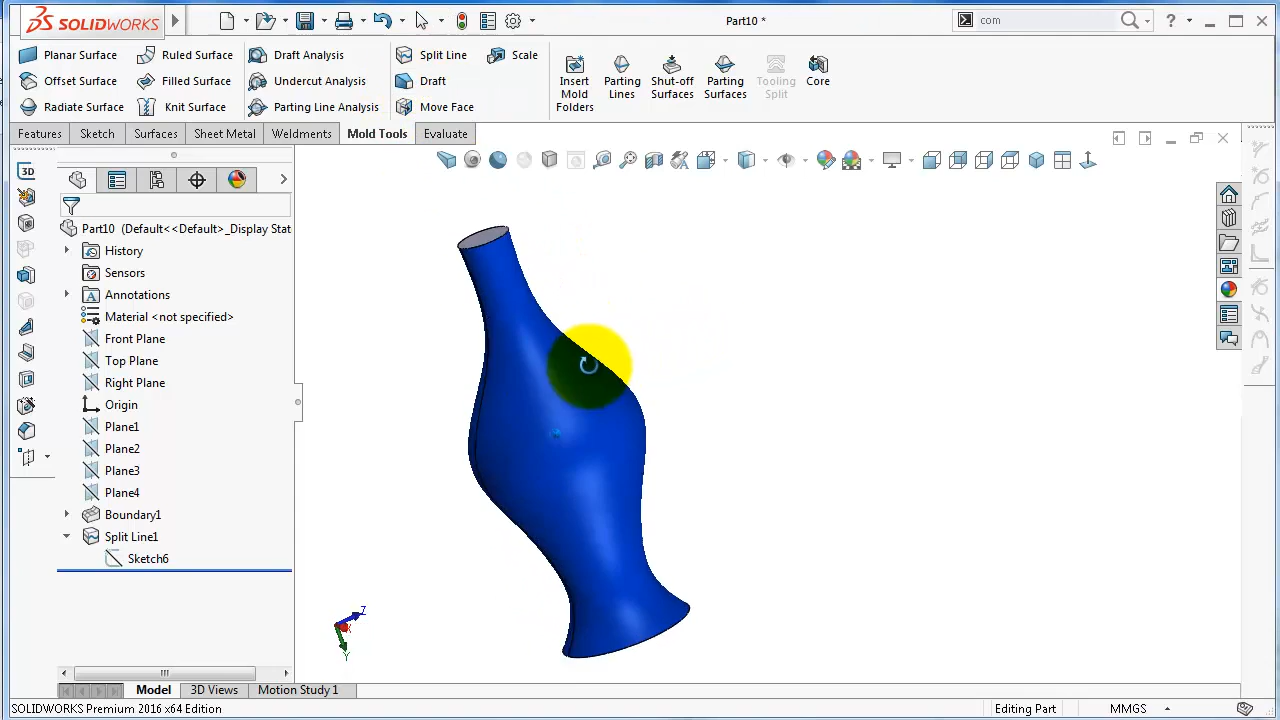 SOLIDWORKS
Part10 *
com
Planar Surface
Ruled Surface
Draft Analysis
Split Line
Scale
Offset Surface
Filled Surface
Undercut Analysis
Draft
Radiate Surface
Knit Surface
Parting Line Analysis
Move Face
Insert
Mold
Folders
Parting
Lines
Shut-off
Surfaces
Parting
Surfaces
Tooling
Split
Core
Features
Sketch
Surfaces
Sheet Metal
Weldments
Mold Tools
Evaluate
3D
Part10 (Default<<Default>_Display Stat
History
Sensors
Annotations
Material <not specified>
Front Plane
Top Plane
Right Plane
Origin
Plane1
Plane2
Plane3
Plane4
Boundary1
Split Line1
Sketch6
Z
X
Y
Model
3D Views
Motion Study 1
SOLIDWORKS Premium 2016 x64 Edition
Editing Part
MMGS